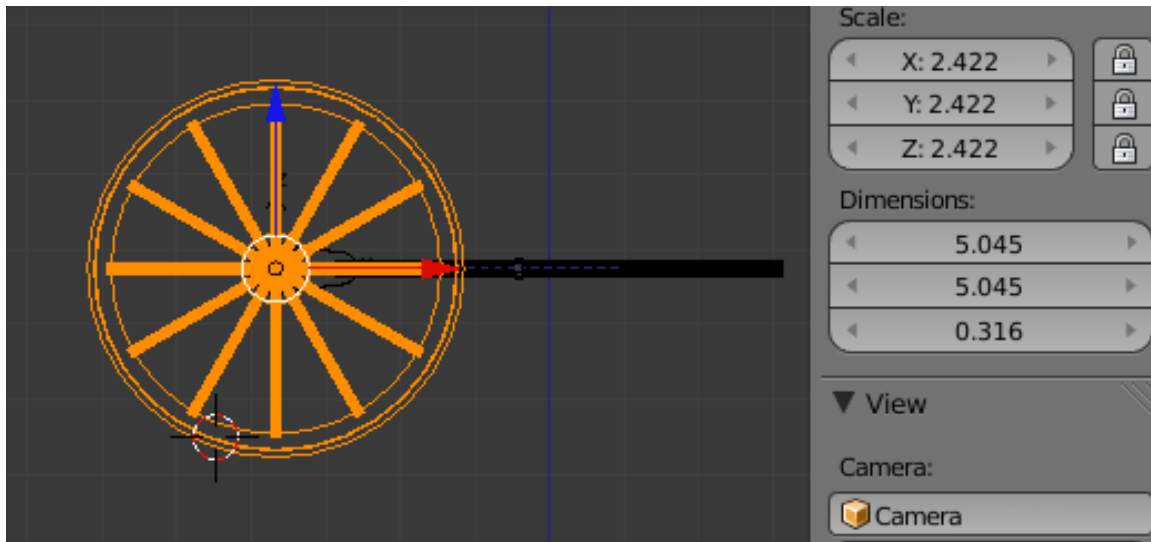 Scale:
X: 2.422
Y: 2.422
Z: 2.422
Dimensions:
5.045
5.045
0.316
View
Camera:
Camera